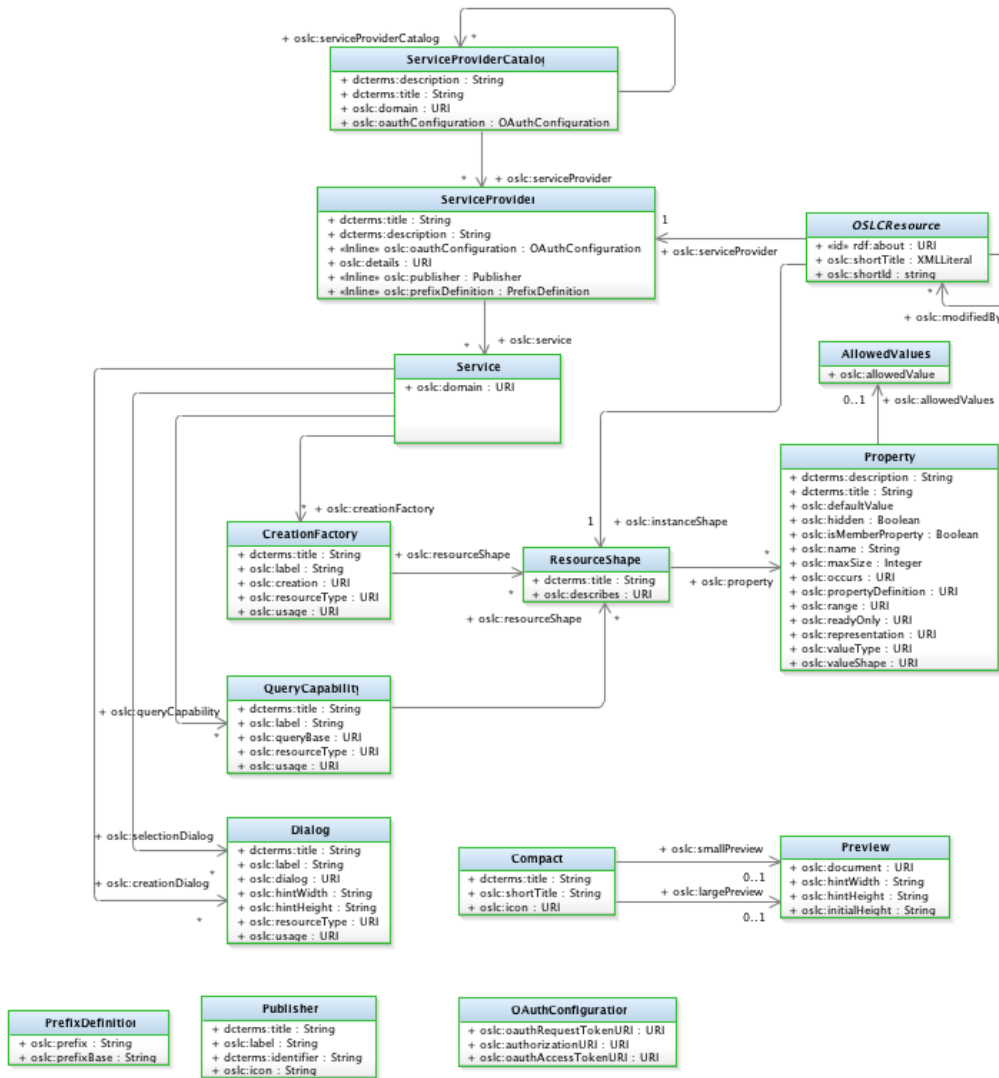 + oslc:serviceProviderCatalog
*
ServiceProviderCatalog
+ dcterms:description : String
+ dcterms:title : String
+ oslc:domain : URI
+ oslc:oauthConfiguration : OAuthConfiguration
*
+ oslc:serviceProvider
ServiceProvider
+ dcterms:title : String
+ dcterms:description : String
+ «Inline» oslc:oauthConfiguration : OAuthConfiguration
+ oslc:details : URI
+ «Inline» oslc:publisher : Publisher
+ «Inline» oslc:prefixDefinition : PrefixDefinition
1
+ oslc:serviceProvider
OSLCResource
+ «id» rdf:about : URI
+ oslc:shortTitle : XMLLiteral
+ oslc:shortId : string
*
+ oslc:modifiedBy
*
+ oslc:service
Service
+ oslc:domain : URI
AllowedValues
+ oslc:allowedValue
0..1
+ oslc:allowedValues
Property
+ dcterms:description : String
+ dcterms:title : String
+ oslc:defaultValue
+ oslc:hidden : Boolean
+ oslc:isMemberProperty : Boolean
+ oslc:name : String
+ oslc:maxSize : Integer
+ oslc:occurs : URI
+ oslc:propertyDefinition : URI
+ oslc:range : URI
+ oslc:readyOnly : URI
+ oslc:representation : URI
+ oslc:valueType : URI
+ oslc:valueShape : URI
*
+ oslc:creationFactory
CreationFactory
+ dcterms:title : String
+ oslc:label : String
+ oslc:creation : URI
+ oslc:resourceType : URI
+ oslc:usage : URI
+ oslc:resourceShape
*
1
+ oslc:instanceShape
ResourceShape
+ dcterms:title : String
+ oslc:describes : URI
*
+ oslc:property
+ oslc:resourceShape
*
+ oslc:queryCapability
*
QueryCapability
+ dcterms:title : String
+ oslc:label : String
+ oslc:queryBase : URI
+ oslc:resourceType : URI
+ oslc:usage : URI
+ oslc:selectionDialog
*
+ oslc:creationDialog
*
Dialog
+ dcterms:title : String
+ oslc:label : String
+ oslc:dialog : URI
+ oslc:hintWidth : String
+ oslc:hintHeight : String
+ oslc:resourceType : URI
+ oslc:usage : URI
Compact
+ dcterms:title : String
+ oslc:shortTitle : String
+ oslc:icon : URI
+ oslc:smallPreview
0..1
+ oslc:largePreview
0..1
Preview
+ oslc:document : URI
+ oslc:hintWidth : String
+ oslc:hintHeight : String
+ oslc:initialHeight : String
PrefixDefinition
+ oslc:prefix : String
+ oslc:prefixBase : String
Publisher
+ dcterms:title : String
+ oslc:label : String
+ dcterms:identifier : String
+ oslc:icon : String
OAuthConfiguration
+ oslc:oauthRequestTokenURI : URI
+ oslc:authorizationURI : URI
+ oslc:oauthAccessTokenURI : URI